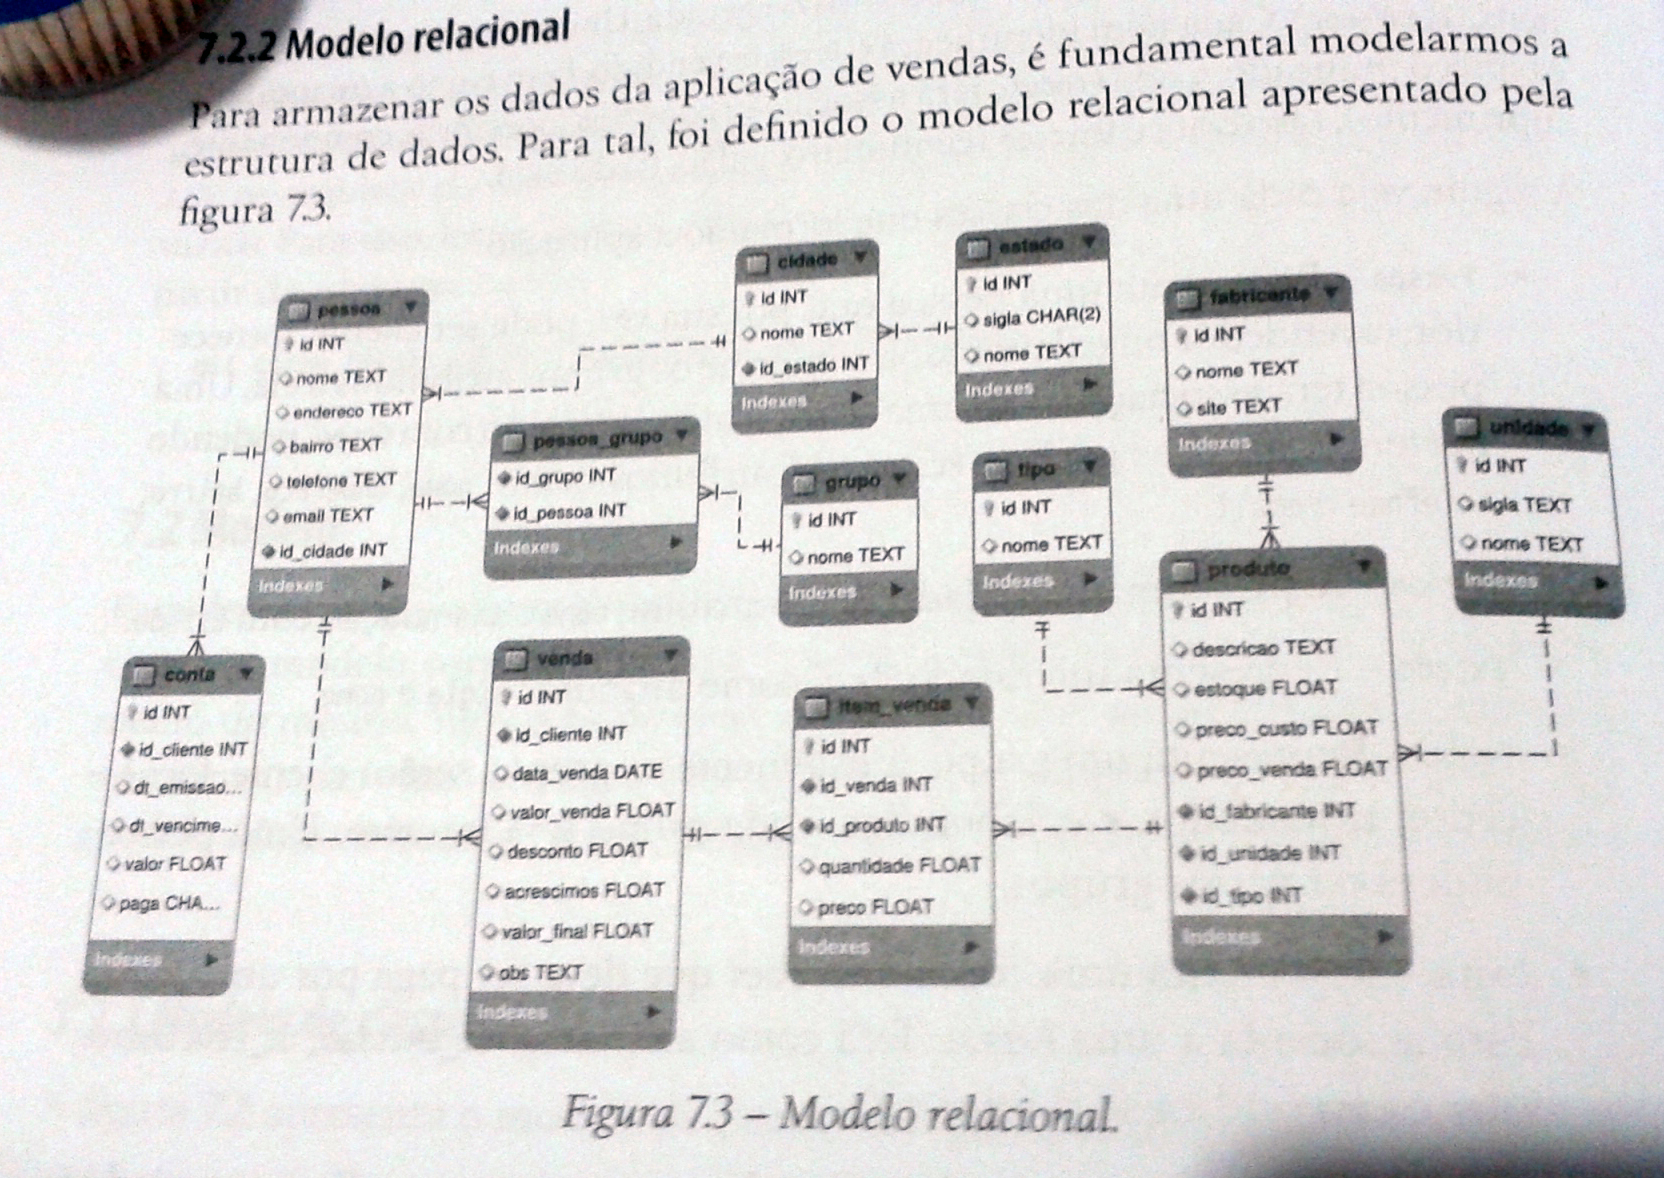 7.2.2 Modelo relacional
Para armazenar os dados da aplicação de vendas, é fundamental modelarmos a
estrutura de dados. Para tal, foi definido o modelo relacional apresentado pela
figura 7.3.
pessoa
id INT
nome TEXT
endereco TEXT
bairro TEXT
telefone TEXT
email TEXT
id_cidade INT
Indexes
cidade
id INT
nome TEXT
id_estado INT
Indexes
estado
id INT
sigla CHAR(2)
nome TEXT
Indexes
fabricante
id INT
nome TEXT
site TEXT
Indexes
pessoa_grupo
id_grupo INT
id_pessoa INT
Indexes
grupo
id INT
nome TEXT
Indexes
tipo
id INT
nome TEXT
Indexes
unidade
id INT
sigla TEXT
nome TEXT
Indexes
conta
id INT
id_cliente INT
dt_emissao...
dt_vencime...
valor FLOAT
paga CHA...
Indexes
venda
id INT
id_cliente INT
data_venda DATE
valor_venda FLOAT
desconto FLOAT
acrescimos FLOAT
valor_final FLOAT
obs TEXT
Indexes
item_venda
id INT
id_venda INT
id_produto INT
quantidade FLOAT
preco FLOAT
Indexes
produto
id INT
descricao TEXT
estoque FLOAT
preco_custo FLOAT
preco_venda FLOAT
id_fabricante INT
id_unidade INT
id_tipo INT
Indexes
Figura 7.3 – Modelo relacional.